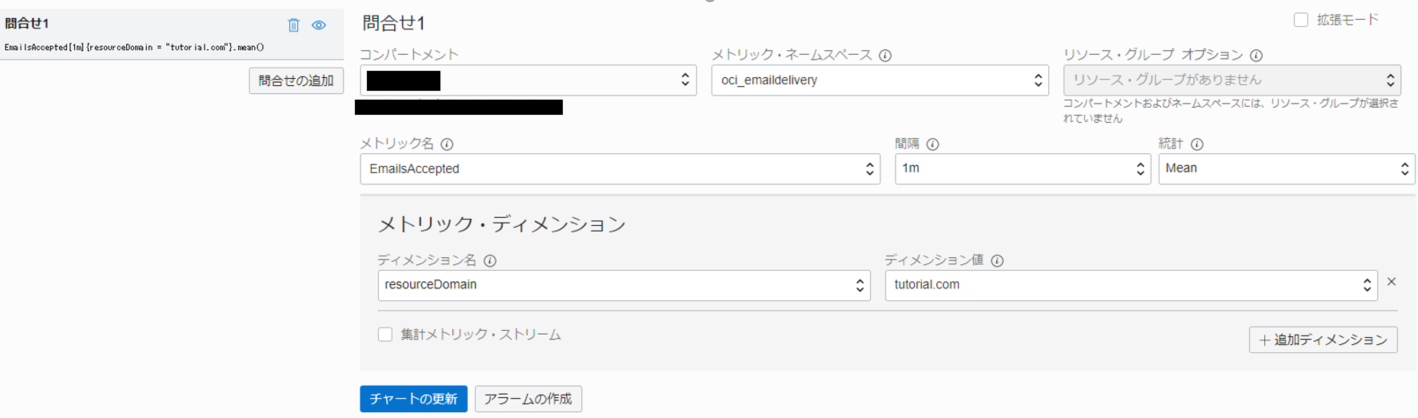 問合せ1
EmailsAccepted[1m]{resourceDomain = "tutorial.com"}.mean()
問合せの追加
問合せ1
拡張モード
コンパートメント
メトリック・ネームスペース
oci_emaildelivery
リソース・グループ オプション
リソース・グループがありません
コンパートメントおよびネームスペースには、リソース・グループが選択さ
れていません
メトリック名
EmailsAccepted
間隔
1m
統計
Mean
メトリック・ディメンション
ディメンション名
resourceDomain
ディメンション値
tutorial.com
集計メトリック・ストリーム
+ 追加ディメンション
チャートの更新
アラームの作成